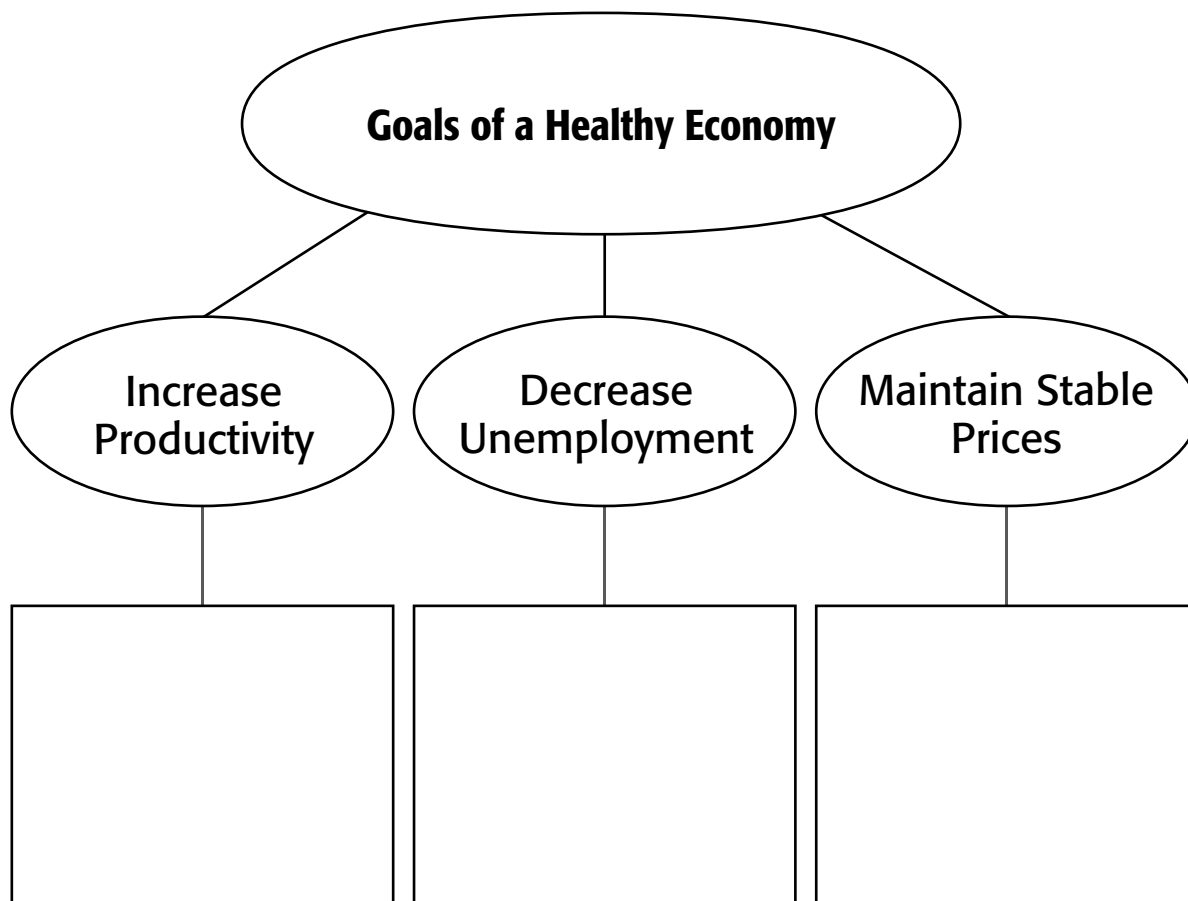 Goals of a Healthy Economy
Increase
Productivity
Decrease
Unemployment
Maintain Stable
Prices